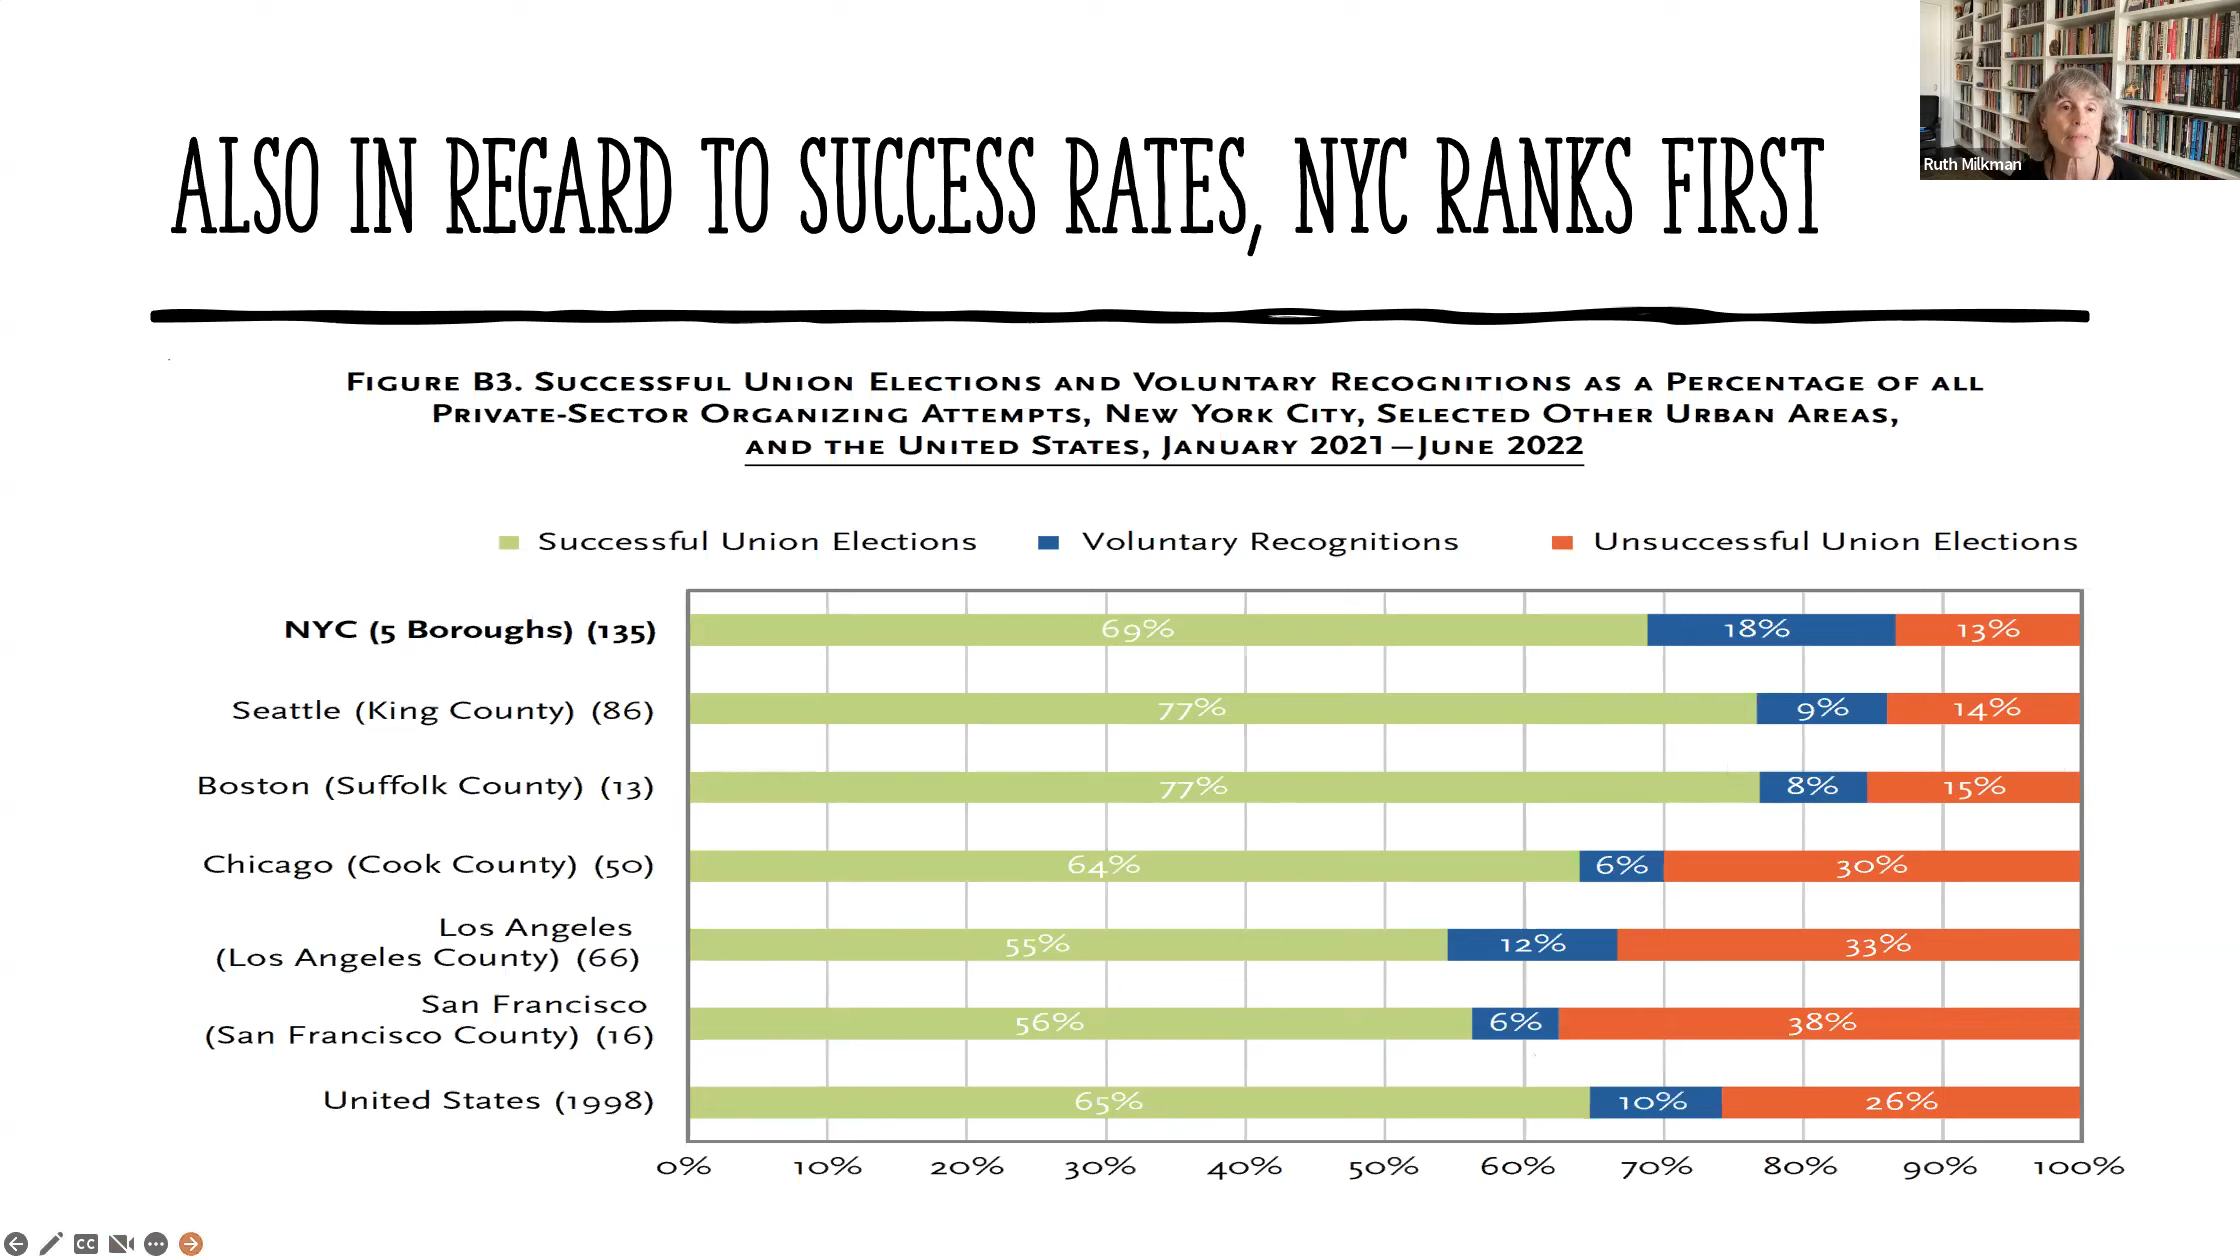 ALSO IN REGARD TO SUCCESS RATES, NYC RANKS FIRST
Ruth Milkman
FIGURE B3. SUCCESSFUL UNION ELECTIONS AND VOLUNTARY RECOGNITIONS AS A PERCENTAGE OF ALL
PRIVATE-SECTOR ORGANIZING ATTEMPTS, NEW YORK CITY, SELECTED OTHER URBAN AREAS,
AND THE UNITED STATES, JANUARY 2021—JUNE 2022
Successful Union Elections Voluntary Recognitions Unsuccessful Union Elections
NYC (5 Boroughs) (135) 69% 18% 13%
Seattle (King County) (86) 77% 9% 14%
Boston (Suffolk County) (13) 77% 8% 15%
Chicago (Cook County) (50) 64% 6% 30%
Los Angeles
(Los Angeles County) (66) 55% 12% 33%
San Francisco
(San Francisco County) (16) 56% 6% 38%
United States (1998) 65% 10% 26%
0% 10% 20% 30% 40% 50% 60% 70% 80% 90% 100%
CC